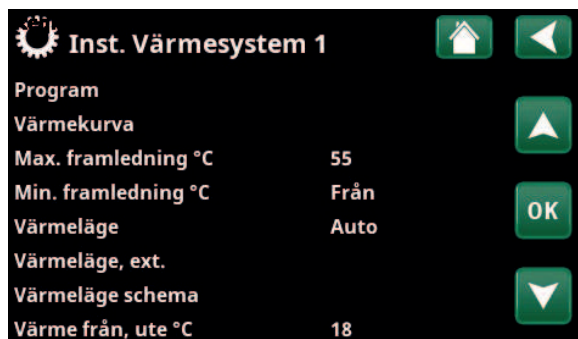 Inst. Värmesystem 1
Program
Värmekurva
Max. framledning °C 55
Min. framledning °C Från
Värmeläge Auto
OK
Värmeläge, ext.
Värmeläge schema
Värme från, ute °C 18